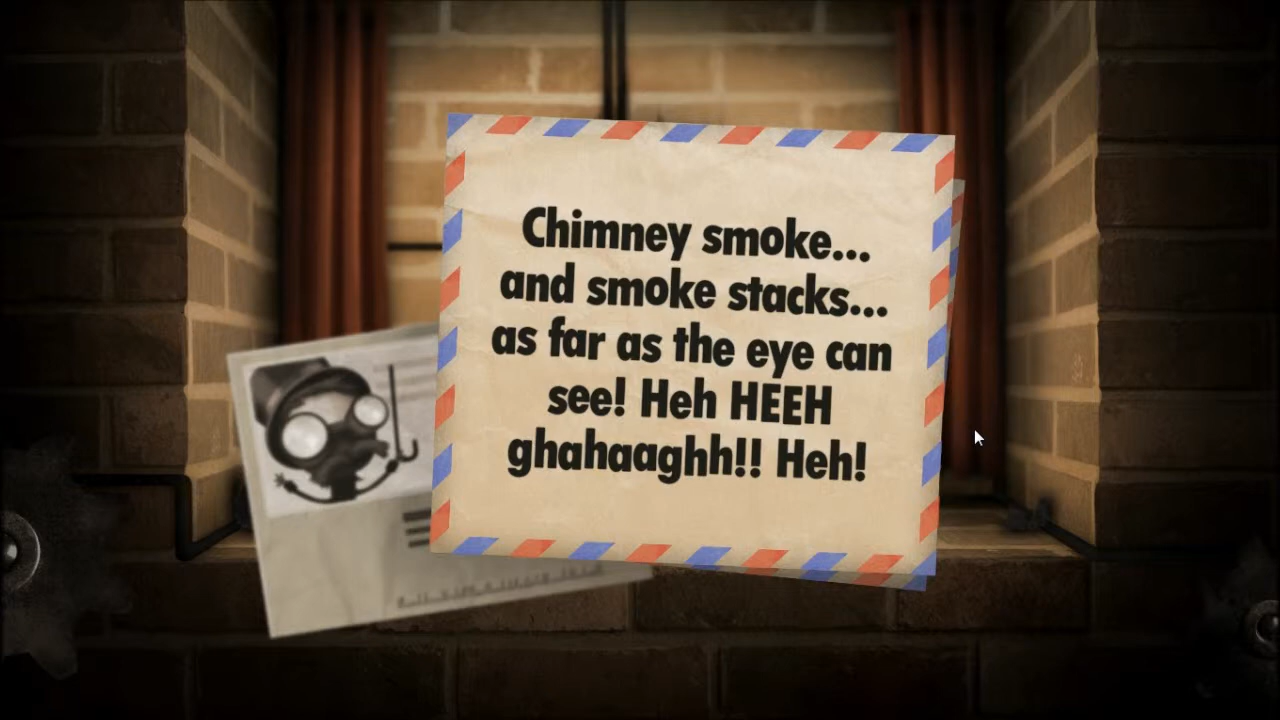 Chimney smoke...
and smoke stacks...
as far as the eye can
see! Heh HEEH
ghahaaghh!! Heh!